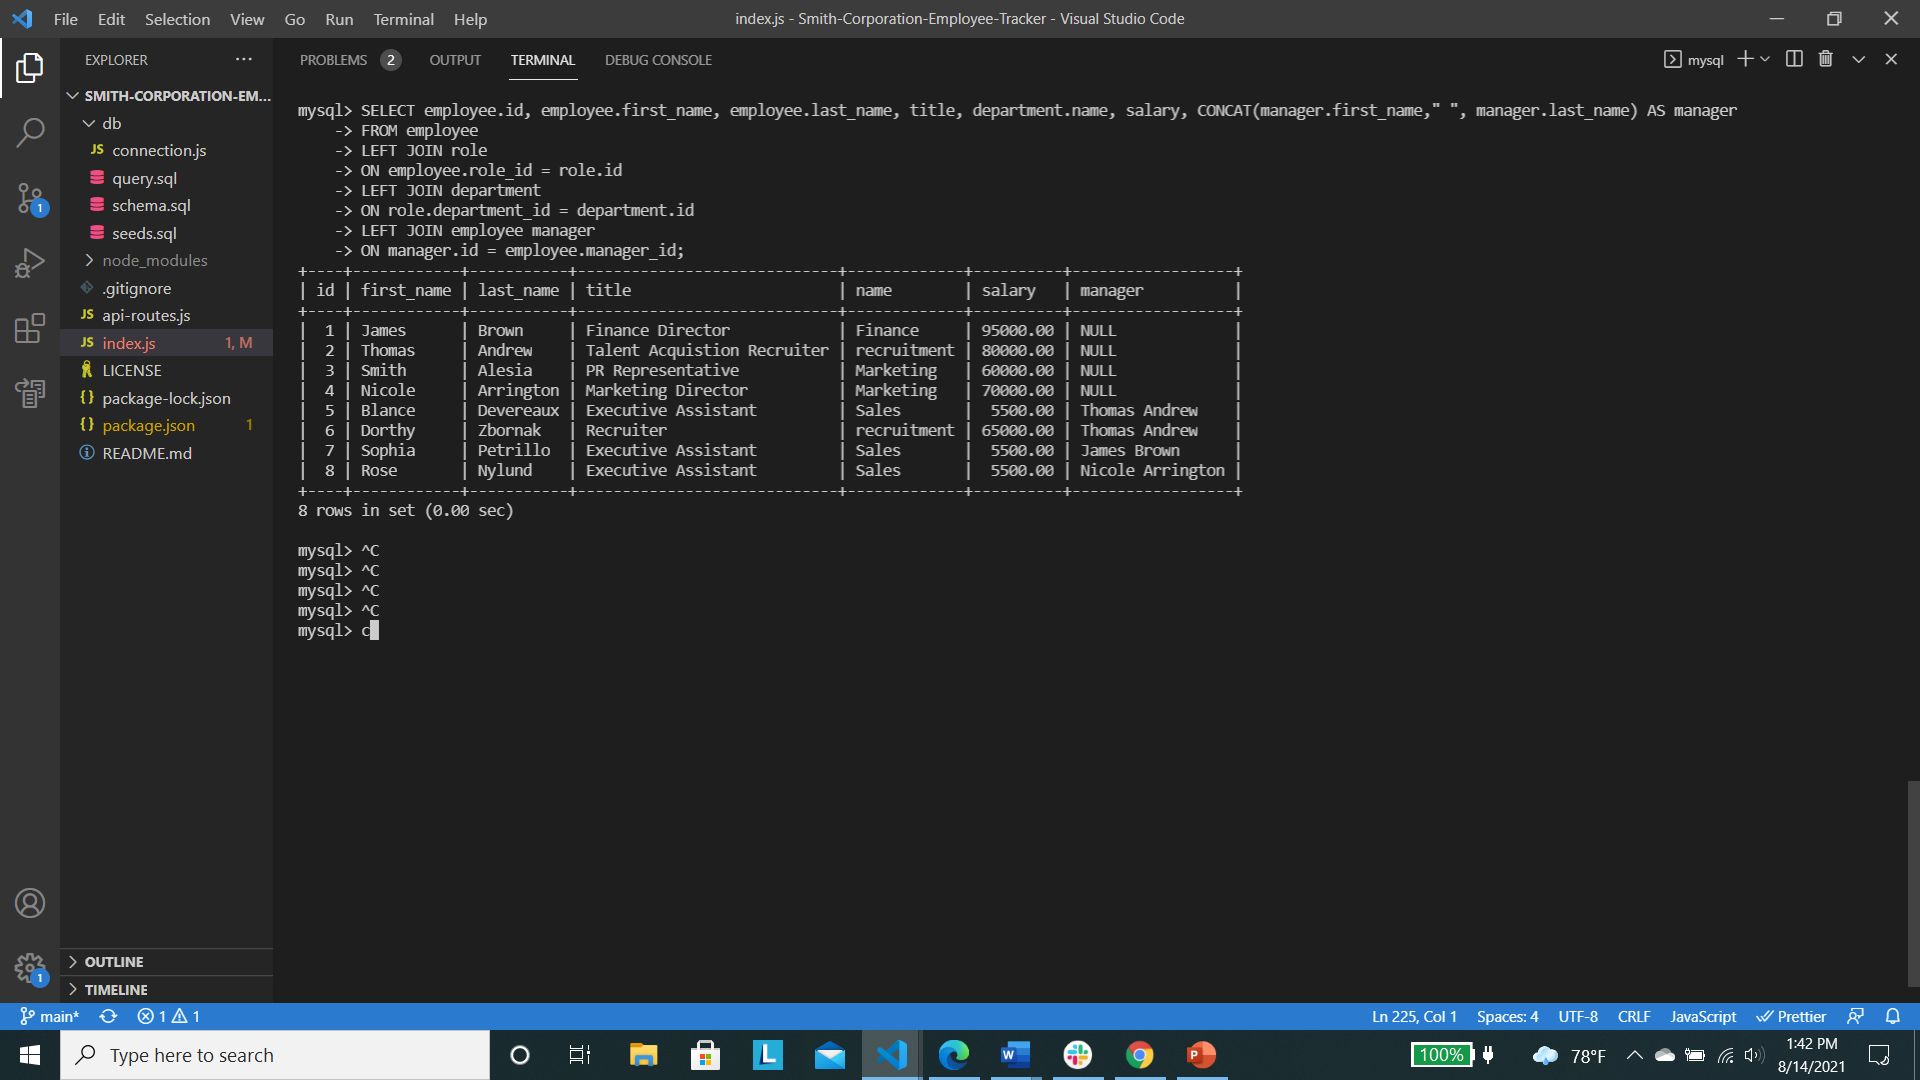 File Edit Selection View Go Run Terminal Help
index.js - Smith-Corporation-Employee-Tracker - Visual Studio Code
EXPLORER
SMITH-CORPORATION-EM...
db
JS connection.js
query.sql
schema.sql
seeds.sql
node_modules
.gitignore
JS api-routes.js
JS index.js 1, M
LICENSE
{} package-lock.json
{} package.json 1
README.md
OUTLINE
TIMELINE
1
1
PROBLEMS 2 OUTPUT TERMINAL DEBUG CONSOLE
mysql
mysql> SELECT employee.id, employee.first_name, employee.last_name, title, department.name, salary, CONCAT(manager.first_name," ", manager.last_name) AS manager
-> FROM employee
-> LEFT JOIN role
-> ON employee.role_id = role.id
-> LEFT JOIN department
-> ON role.department_id = department.id
-> LEFT JOIN employee manager
-> ON manager.id = employee.manager_id;
+----+------------+-----------+---------------------------+-------------+----------+------------------+
| id | first_name | last_name | title | name | salary | manager |
+----+------------+-----------+---------------------------+-------------+----------+------------------+
| 1 | James | Brown | Finance Director | Finance | 95000.00 | NULL |
| 2 | Thomas | Andrew | Talent Acquistion Recruiter | recruitment | 80000.00 | NULL |
| 3 | Smith | Alesia | PR Representative | Marketing | 60000.00 | NULL |
| 4 | Nicole | Arrington | Marketing Director | Marketing | 70000.00 | NULL |
| 5 | Blance | Devereaux | Executive Assistant | Sales | 5500.00 | Thomas Andrew |
| 6 | Dorthy | Zbornak | Recruiter | recruitment | 65000.00 | Thomas Andrew |
| 7 | Sophia | Petrillo | Executive Assistant | Sales | 5500.00 | James Brown |
| 8 | Rose | Nylund | Executive Assistant | Sales | 5500.00 | Nicole Arrington |
+----+------------+-----------+---------------------------+-------------+----------+------------------+
8 rows in set (0.00 sec)
mysql> ^C
mysql> ^C
mysql> ^C
mysql> ^C
mysql> c
main* 1 1 Ln 225, Col 1 Spaces: 4 UTF-8 CRLF JavaScript Prettier
Type here to search
L
W
P
100%
78°F
1:42 PM
8/14/2021